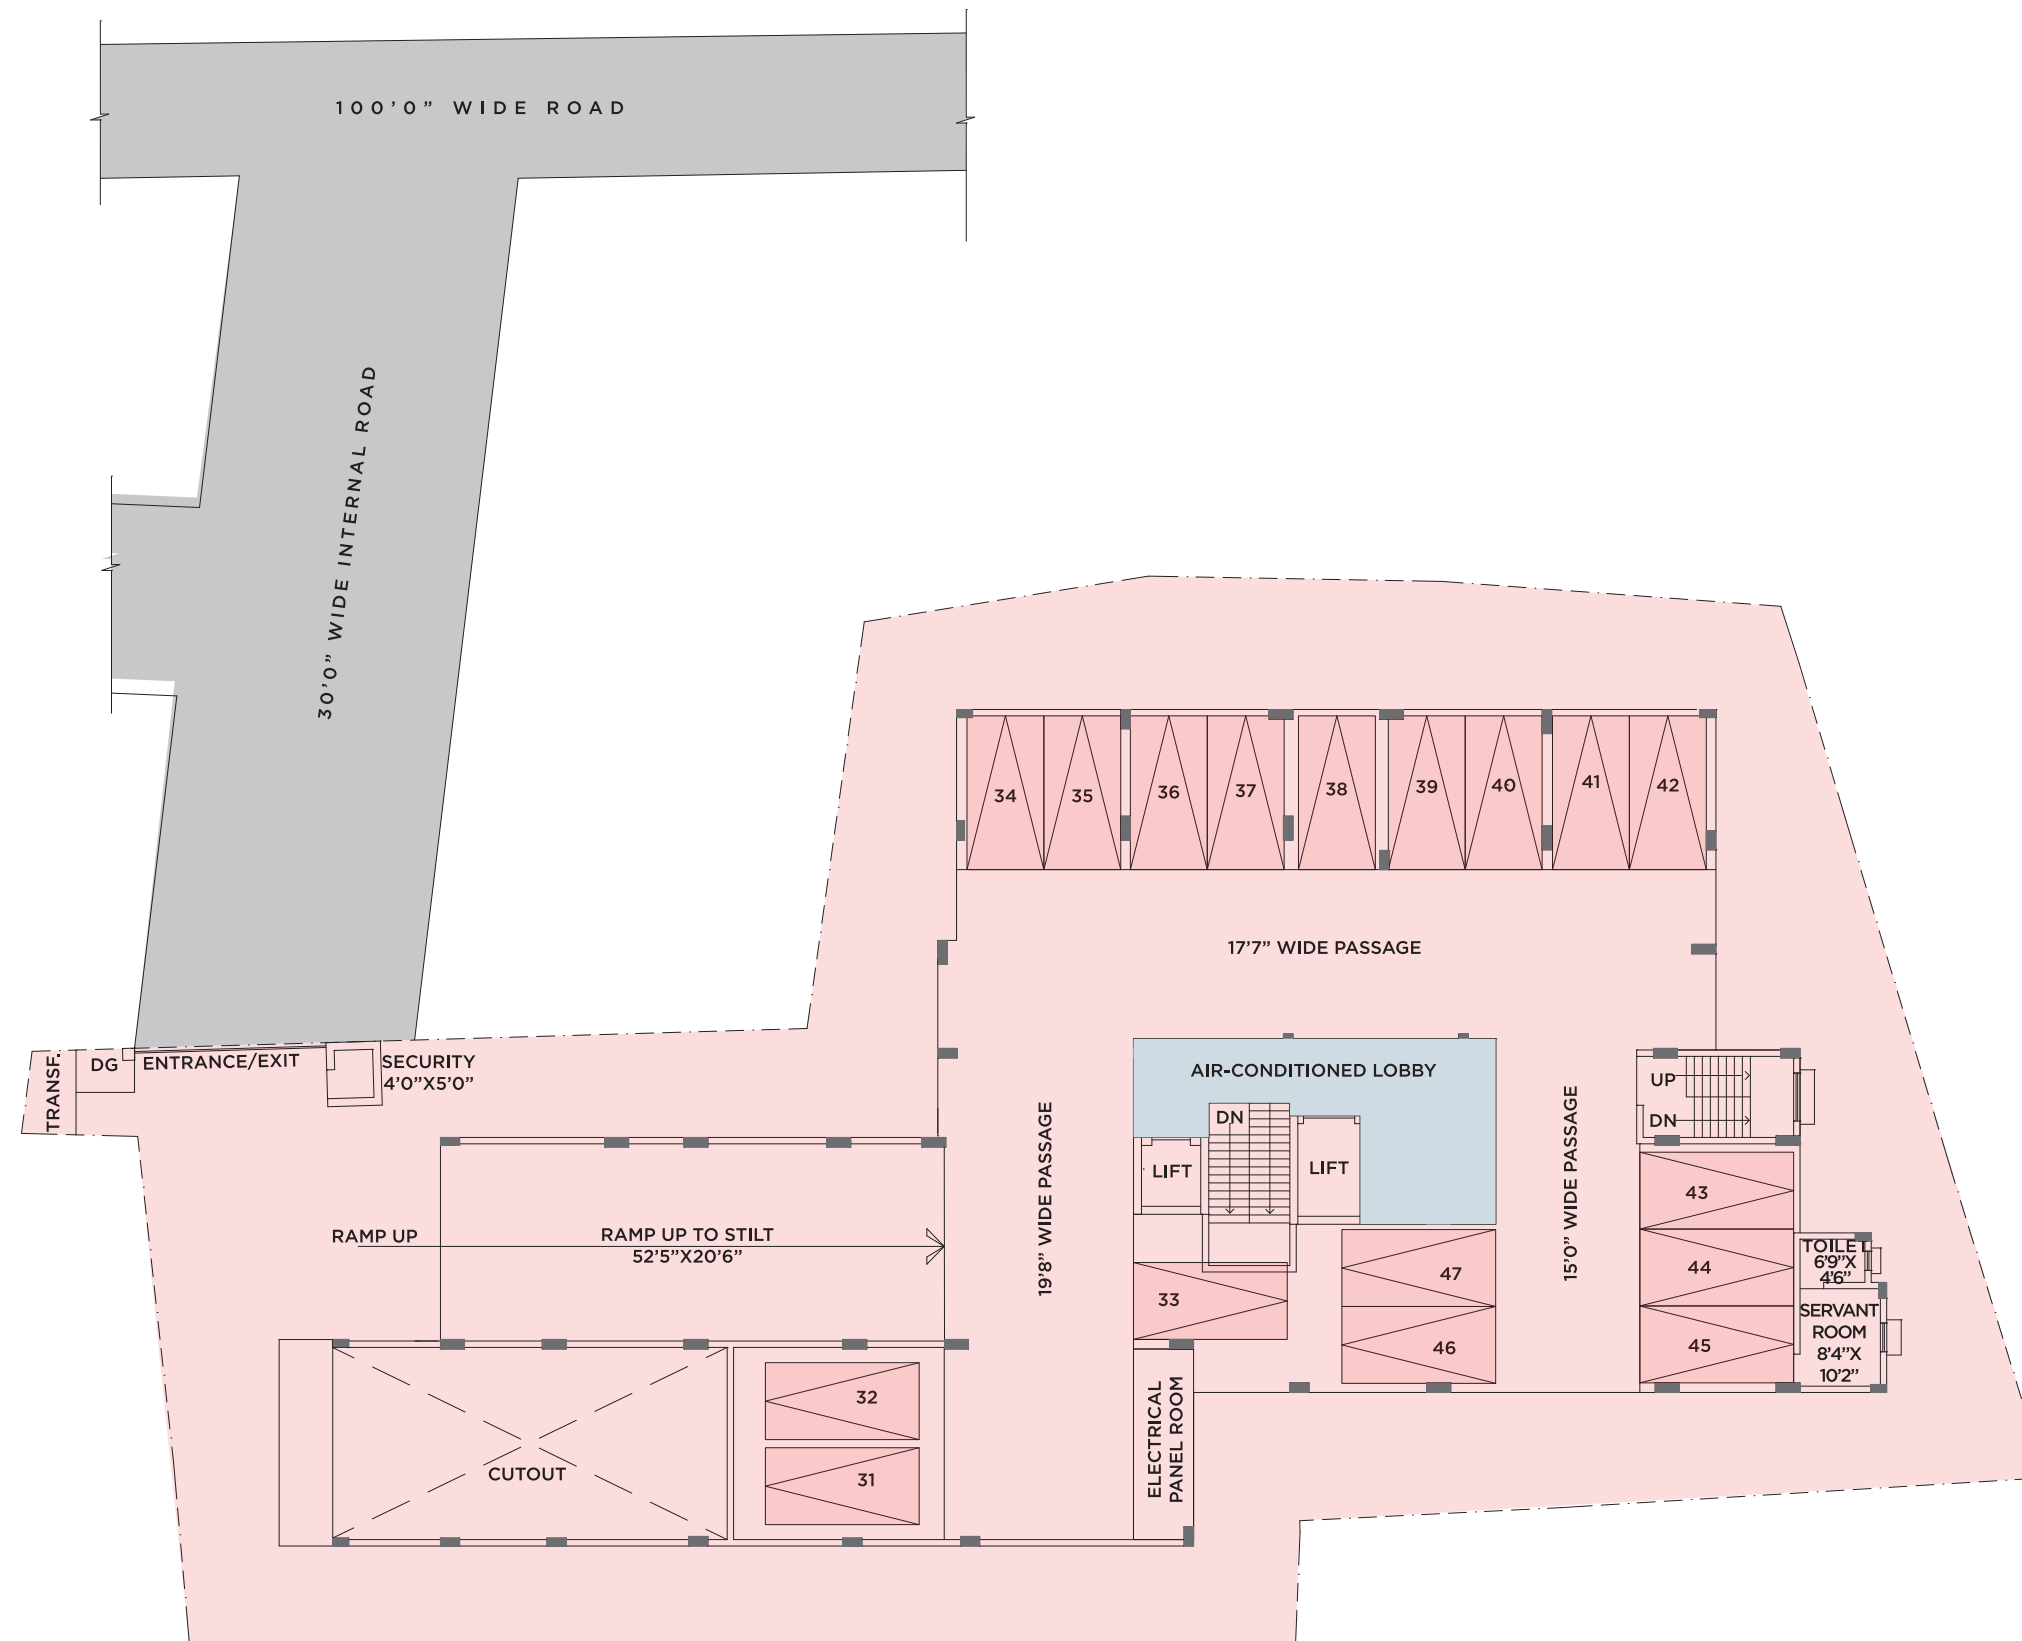 100’0” WIDE ROAD
30’0” WIDE INTERNAL ROAD
34
35
36
37
38
39
40
41
42
17’7” WIDE PASSAGE
TRANSF.
DG
ENTRANCE/EXIT
SECURITY
4’0”X5’0”
AIR-CONDITIONED LOBBY
UP
DN
DN
LIFT
LIFT
19’8” WIDE PASSAGE
15’0” WIDE PASSAGE
43
44
45
TOILET
6’9”X
4’6”
SERVANT
ROOM
8’4”X
10’2”
RAMP UP
RAMP UP TO STILT
52’5”X20’6”
33
47
46
32
31
CUTOUT
ELECTRICAL
PANEL ROOM